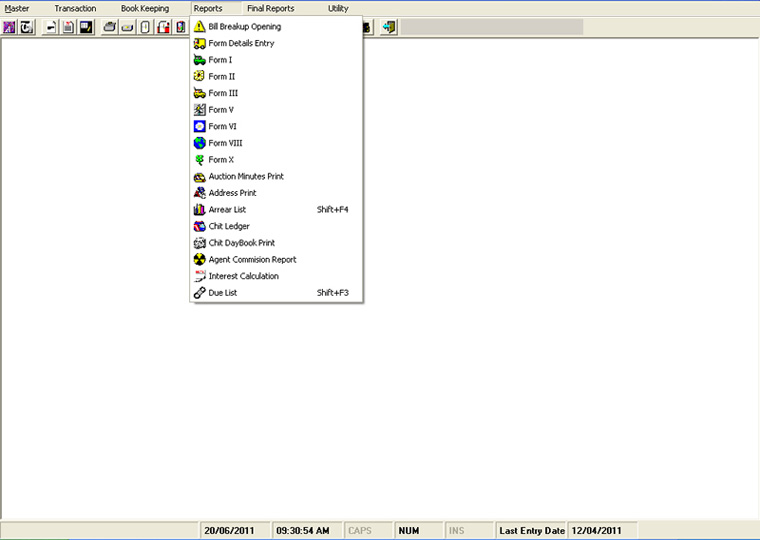 Master Transaction Book Keeping Reports Final Reports Utility
Bill Breakup Opening
Form Details Entry
Form I
Form II
Form III
Form V
Form VI
Form VIII
Form X
Auction Minutes Print
Address Print
Arrear List Shift+F4
Chit Ledger
Chit DayBook Print
Agent Commision Report
Interest Calculation
Due List Shift+F3
20/06/2011 09:30:54 AM CAPS NUM INS Last Entry Date 12/04/2011